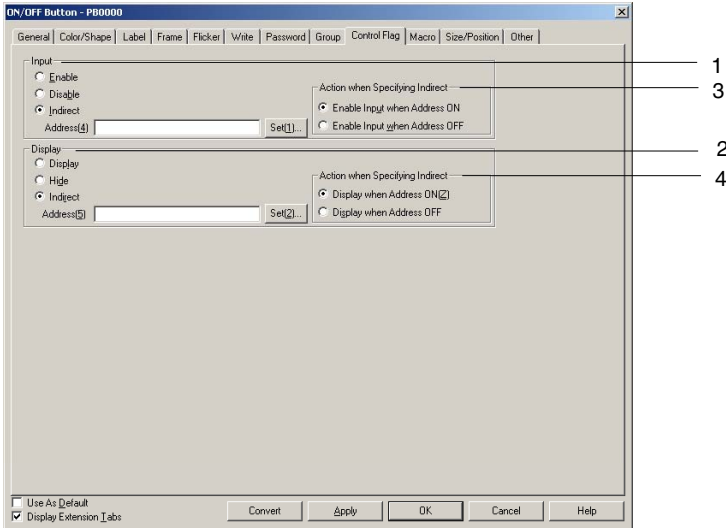 ON/OFF Button - PB0000
General Color/Shape Label Frame Flicker Write Password Group Control Flag Macro Size/Position Other
Input
Enable
Disable
Indirect
Address(4) Set(1)...
Action when Specifying Indirect
Enable Input when Address ON
Enable Input when Address OFF
1
3
Display
Display
Hide
Indirect
Address(5) Set(2)...
Action when Specifying Indirect
Display when Address ON(Z)
Display when Address OFF
2
4
Use As Default
Display Extension Tabs
Convert Apply OK Cancel Help